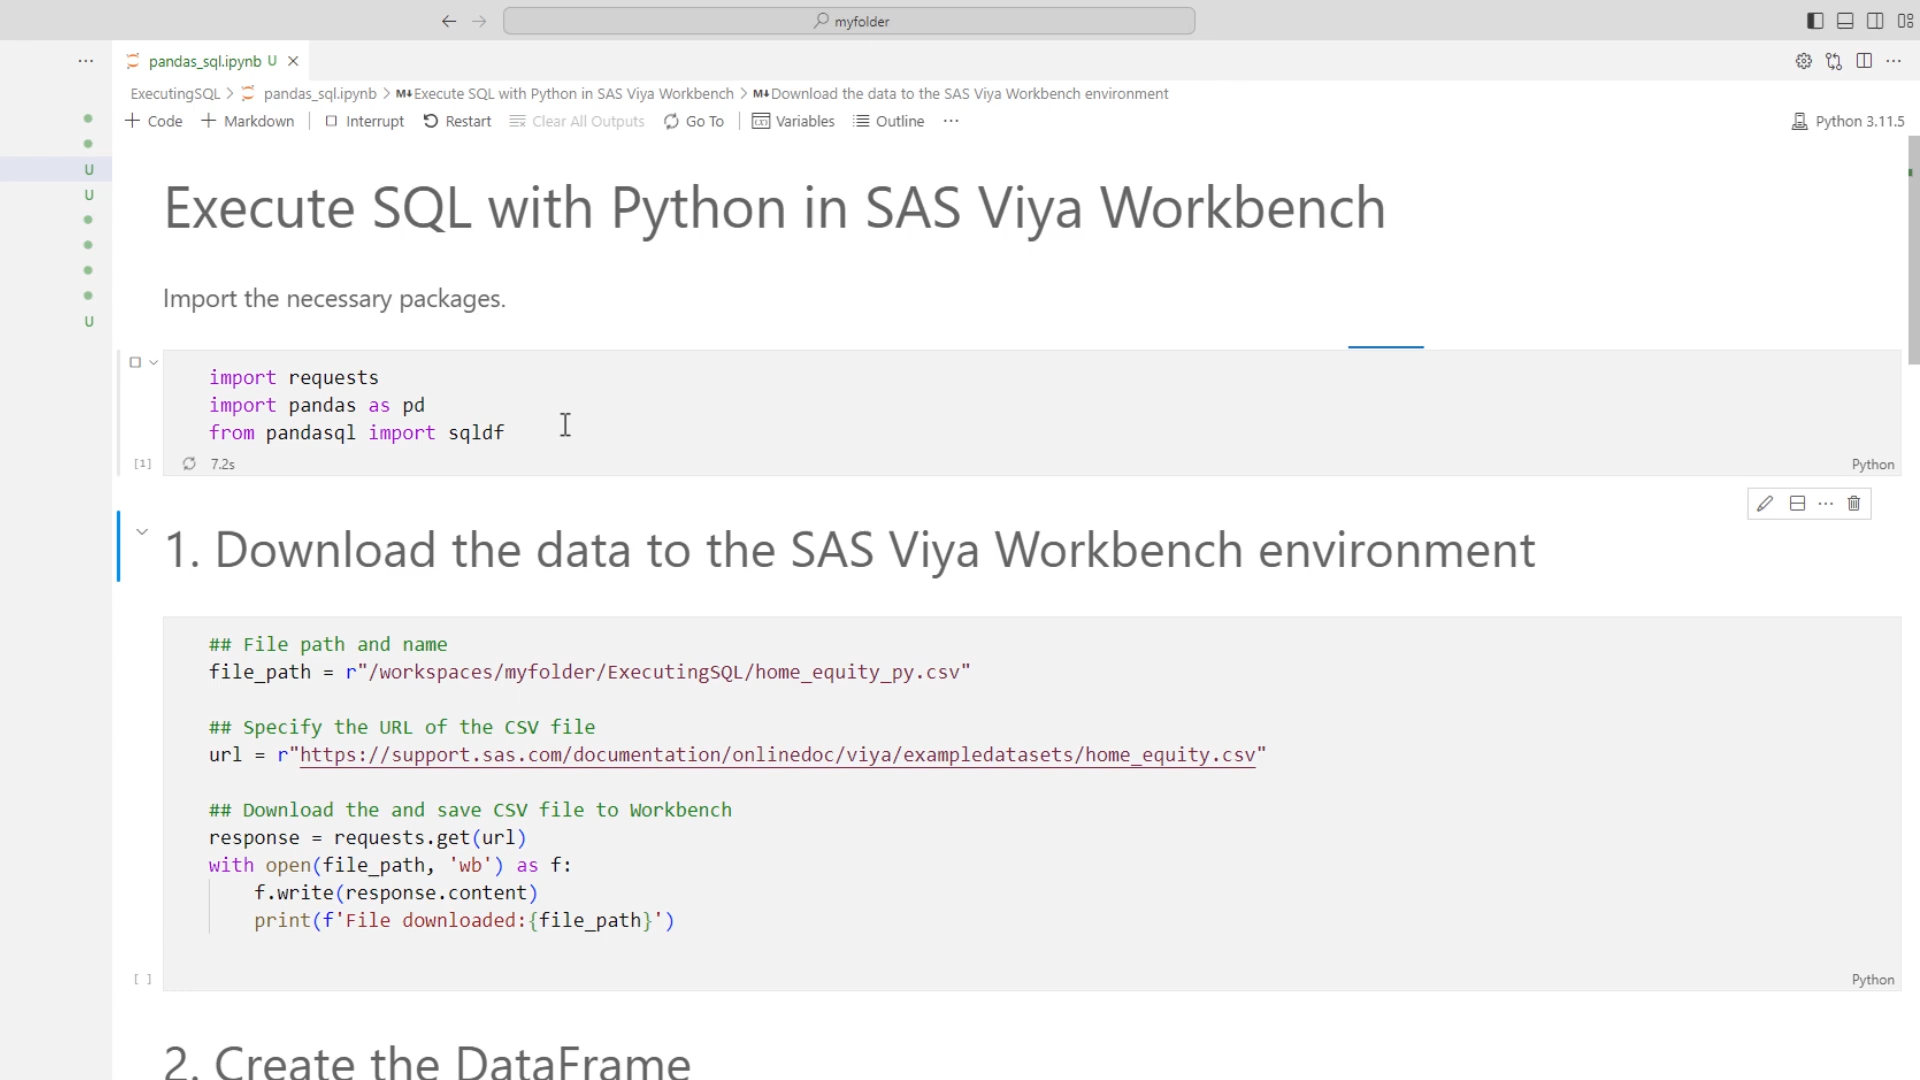 myfolder
pandas_sql.ipynb U
ExecutingSQL > pandas_sql.ipynb > M↓Execute SQL with Python in SAS Viya Workbench > M↓Download the data to the SAS Viya Workbench environment
+ Code + Markdown Interrupt Restart Clear All Outputs Go To Variables Outline ... Python 3.11.5
U
U
U
Execute SQL with Python in SAS Viya Workbench
Import the necessary packages.
import requests
import pandas as pd
from pandasql import sqldf
[1] 7.2s Python
1. Download the data to the SAS Viya Workbench environment
## File path and name
file_path = r"/workspaces/myfolder/ExecutingSQL/home_equity_py.csv"
## Specify the URL of the CSV file
url = r"https://support.sas.com/documentation/onlinedoc/viya/exampledatasets/home_equity.csv"
## Download the and save CSV file to Workbench
response = requests.get(url)
with open(file_path, 'wb') as f:
    f.write(response.content)
    print(f'File downloaded:{file_path}')
[ ] Python
2. Create the DataFrame